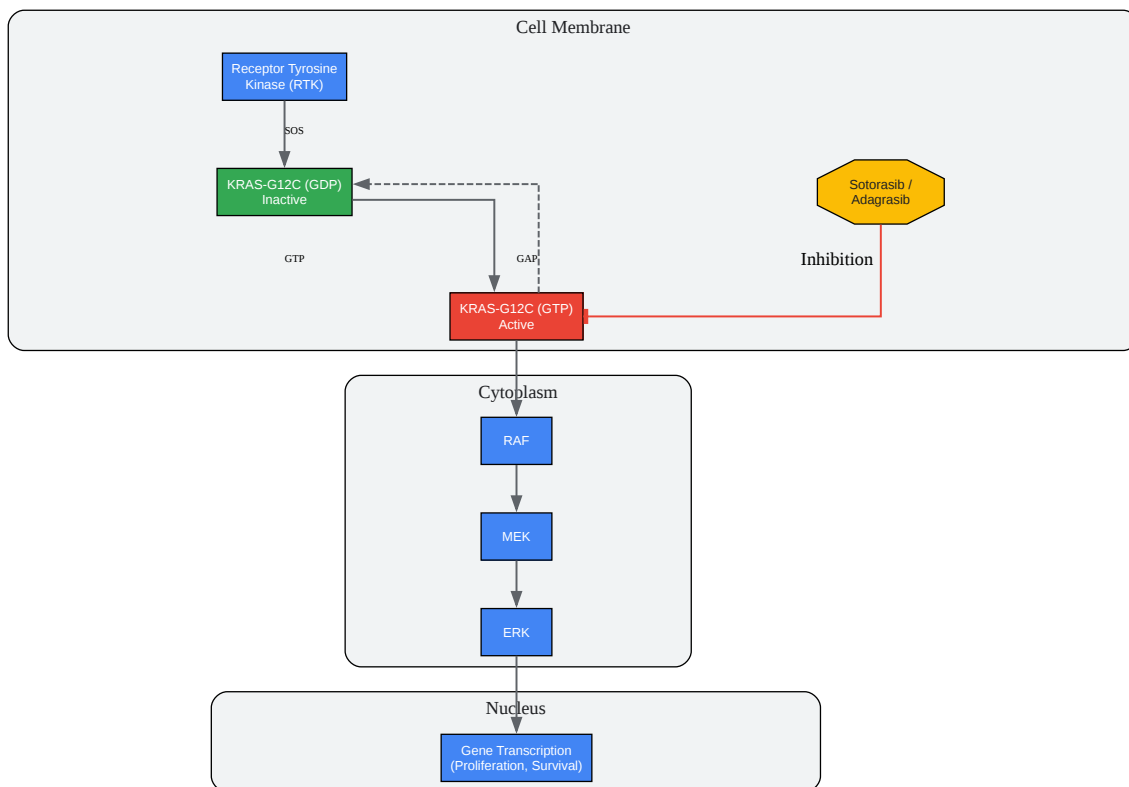 Cell Membrane
Receptor Tyrosine
Kinase (RTK)
SOS
KRAS-G12C (GDP)
Inactive
Sotorasib /
Adagrasib
GTP
GAP
Inhibition
KRAS-G12C (GTP)
Active
Cytoplasm
RAF
MEK
ERK
Nucleus
Gene Transcription
(Proliferation, Survival)